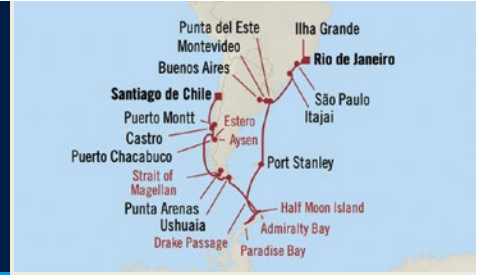 Punta del Este
Ilha Grande
Montevideo
Rio de Janeiro
Buenos Aires
Santiago de Chile
São Paulo
Itajai
Puerto Montt
Estero
Castro
Aysen
Puerto Chacabuco
Port Stanley
Strait of
Magellan
Punta Arenas
Half Moon Island
Ushuaia
Admiralty Bay
Drake Passage
Paradise Bay